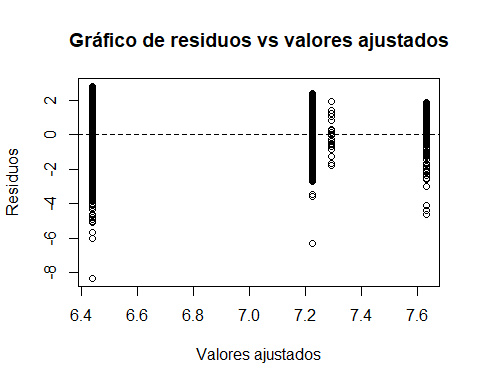 Gráfico de residuos vs valores ajustados
Residuos
2
0
-2
-4
-6
-8
6.4 6.6 6.8 7.0 7.2 7.4 7.6
Valores ajustados